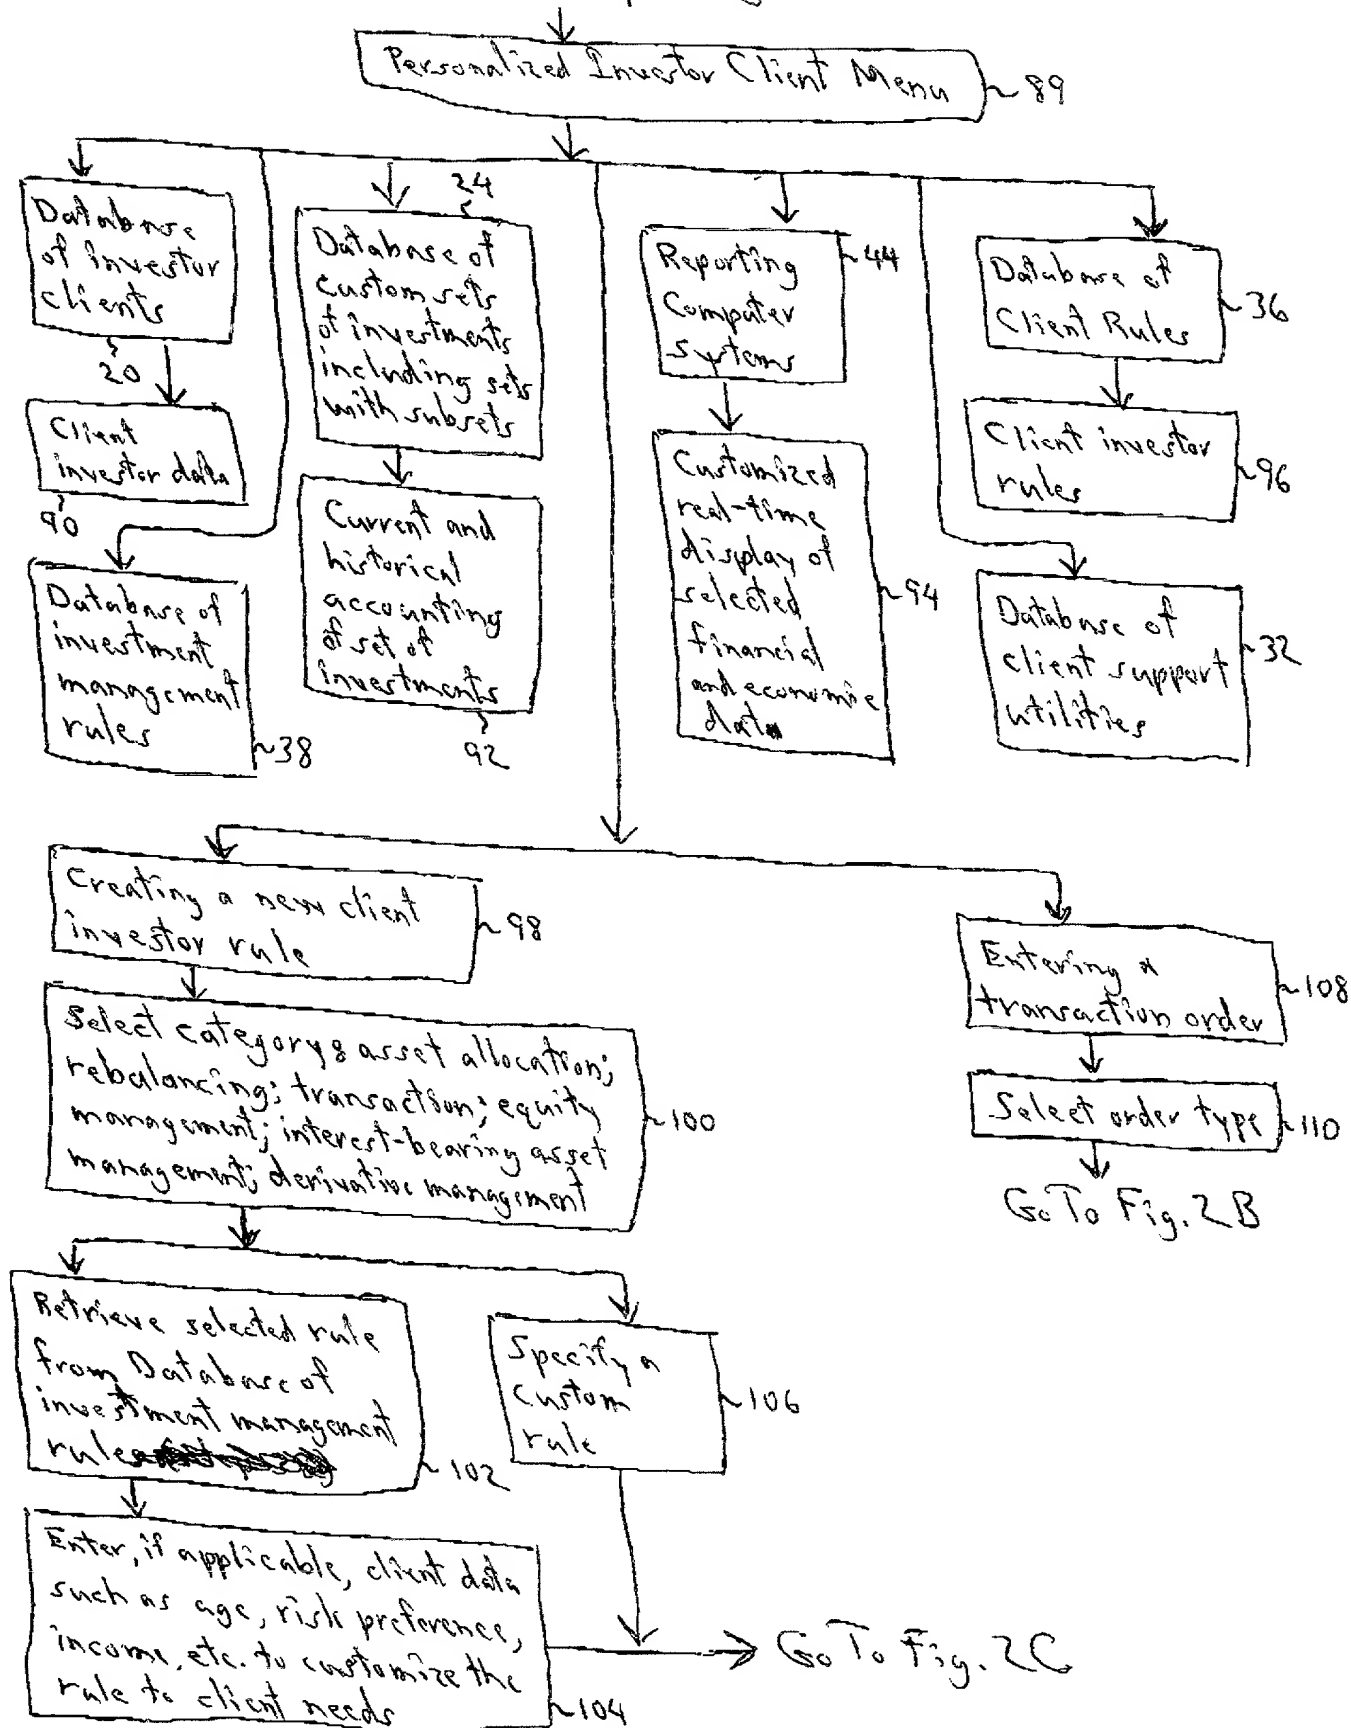 Personalized Investor Client Menu
89
Database
of investor
clients
20
Client
investor data
90
Database of
investment
management
rules
38
24
Database of
custom sets
of investments
including sets
with subsets
Current and
historical
accounting
of set of
investments
92
Reporting
Computer
Systems
44
Customized
real-time
display of
selected
financial
and economic
data
94
Database of
Client Rules
36
Client investor
rules
96
Database of
client support
utilities
32
Creating a new client
investor rule
98
Select category: asset allocation;
rebalancing; transaction; equity
management; interest-bearing asset
management; derivative management
100
Entering a
transaction order
108
Select order type
110
Go To Fig. 2B
Retrieve selected rule
from Database of
investment management
rules
102
Specify a
custom
rule
106
Enter, if applicable, client data
such as age, risk preference,
income, etc. to customize the
rule to client needs
104
Go To Fig. 2C